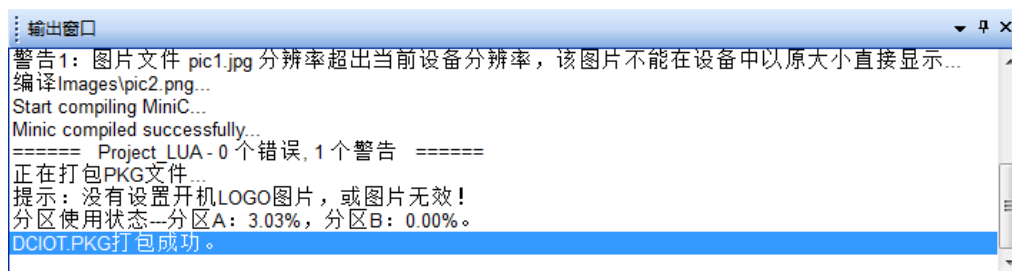 输出窗口
警告1：图片文件 pic1.jpg 分辨率超出当前设备分辨率，该图片不能在设备中以原大小直接显示...
编译Images\pic2.png...
Start compiling MiniC...
Minic compiled successfully...
====== Project_LUA - 0 个错误, 1 个警告 ======
正在打包PKG文件...
提示：没有设置开机LOGO图片，或图片无效！
分区使用状态---分区A：3.03%，分区B：0.00%。
DCIOT.PKG打包成功。